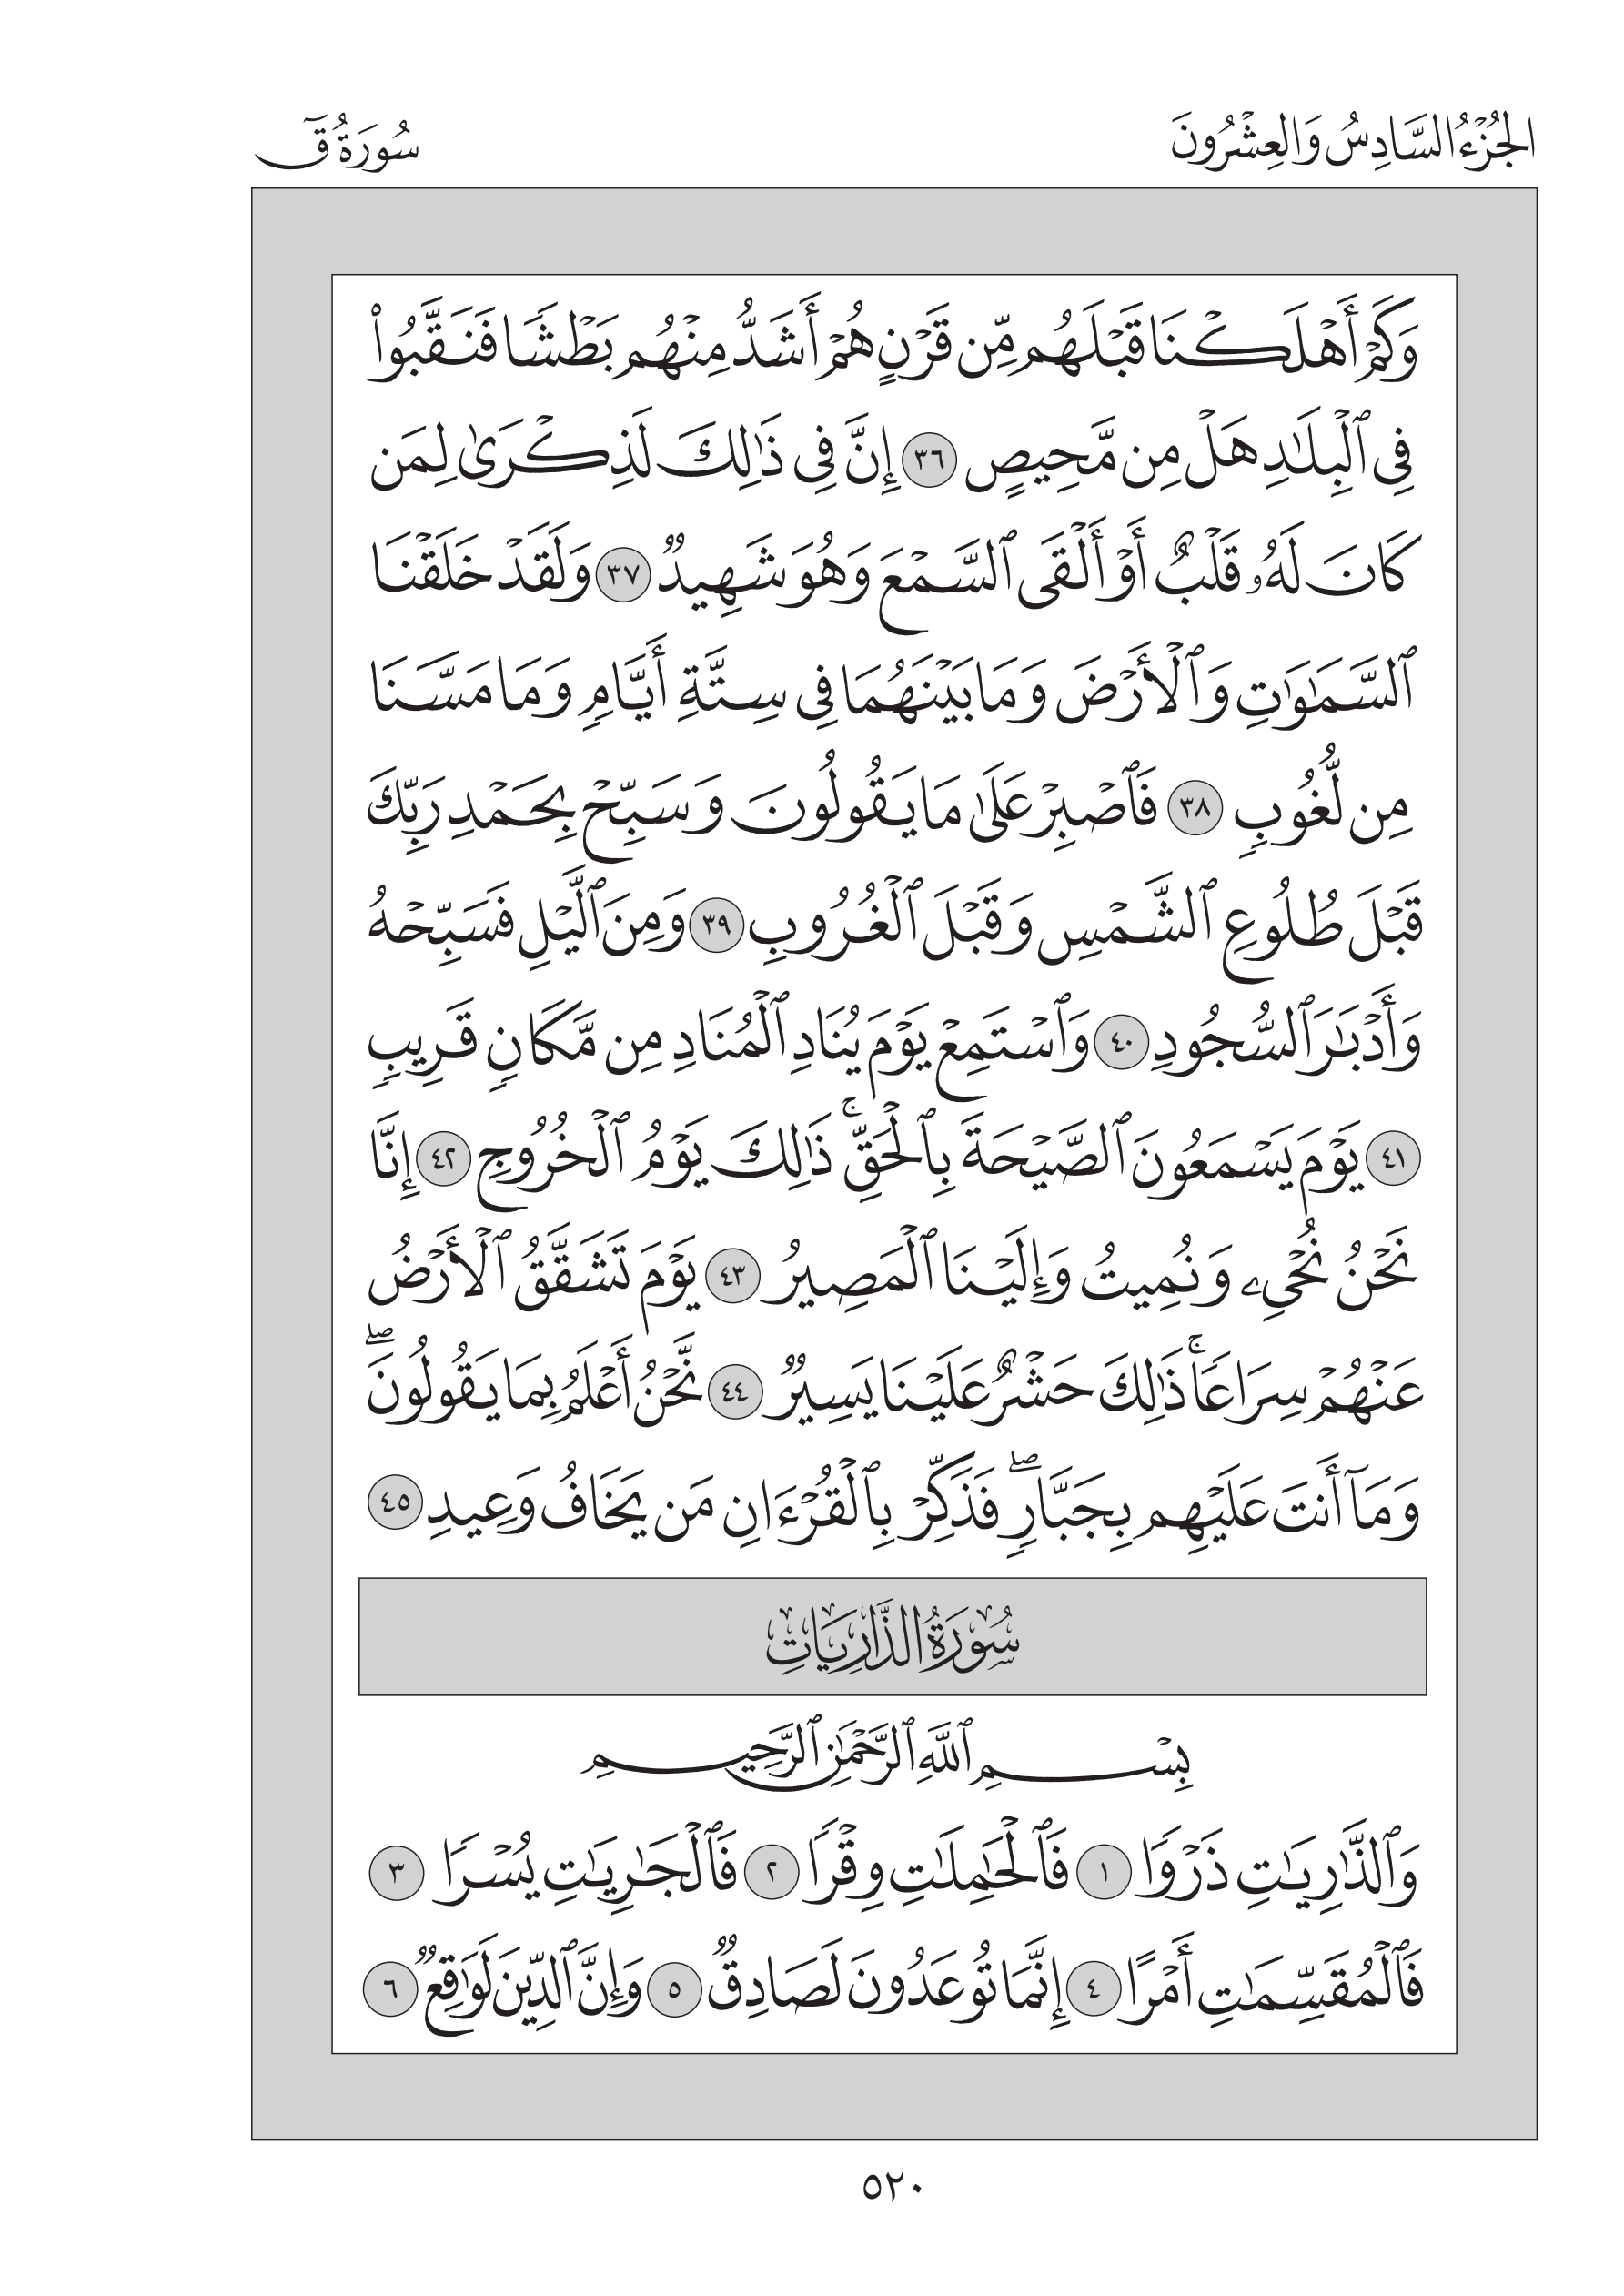 الجُزْءُ السَّادِسُ وَالعِشْرُونَ
سُورَةُ قٓ
وَكَمْ أَهْلَكْنَا قَبْلَهُم مِّن قَرْنٍ هُمْ أَشَدُّ مِنْهُم بَطْشًا فَنَقَّبُوا۟
فِى ٱلْبِلَـٰدِ هَلْ مِن مَّحِيصٍ ٣٦ إِنَّ فِى ذَٰلِكَ لَذِكْرَىٰ لِمَن
كَانَ لَهُۥ قَلْبٌ أَوْ أَلْقَى ٱلسَّمْعَ وَهُوَ شَهِيدٌ ٣٧ وَلَقَدْ خَلَقْنَا
ٱلسَّمَـٰوَٰتِ وَٱلْأَرْضَ وَمَا بَيْنَهُمَا فِى سِتَّةِ أَيَّامٍ وَمَا مَسَّنَا
مِن لُّغُوبٍ ٣٨ فَٱصْبِرْ عَلَىٰ مَا يَقُولُونَ وَسَبِّحْ بِحَمْدِ رَبِّكَ
قَبْلَ طُلُوعِ ٱلشَّمْسِ وَقَبْلَ ٱلْغُرُوبِ ٣٩ وَمِنَ ٱلَّيْلِ فَسَبِّحْهُ
وَأَدْبَـٰرَ ٱلسُّجُودِ ٤٠ وَٱسْتَمِعْ يَوْمَ يُنَادِ ٱلْمُنَادِ مِن مَّكَانٍ قَرِيبٍ
٤١ يَوْمَ يَسْمَعُونَ ٱلصَّيْحَةَ بِٱلْحَقِّ ۚ ذَٰلِكَ يَوْمُ ٱلْخُرُوجِ ٤٢ إِنَّا
نَحْنُ نُحْىِۦ وَنُمِيتُ وَإِلَيْنَا ٱلْمَصِيرُ ٤٣ يَوْمَ تَشَقَّقُ ٱلْأَرْضُ
عَنْهُمْ سِرَاعًا ۚ ذَٰلِكَ حَشْرٌ عَلَيْنَا يَسِيرٌ ٤٤ نَّحْنُ أَعْلَمُ بِمَا يَقُولُونَ ۖ
وَمَآ أَنتَ عَلَيْهِم بِجَبَّارٍ ۖ فَذَكِّرْ بِٱلْقُرْءَانِ مَن يَخَافُ وَعِيدِ ٤٥
سُورَةُ الذَّارِيَاتِ
بِسْمِ ٱللَّهِ ٱلرَّحْمَـٰنِ ٱلرَّحِيمِ
وَٱلذَّٰرِيَـٰتِ ذَرْوًا ١ فَٱلْحَـٰمِلَـٰتِ وِقْرًا ٢ فَٱلْجَـٰرِيَـٰتِ يُسْرًا ٣
فَٱلْمُقَسِّمَـٰتِ أَمْرًا ٤ إِنَّمَا تُوعَدُونَ لَصَادِقٌ ٥ وَإِنَّ ٱلدِّينَ لَوَٰقِعٌ ٦
٥٢٠